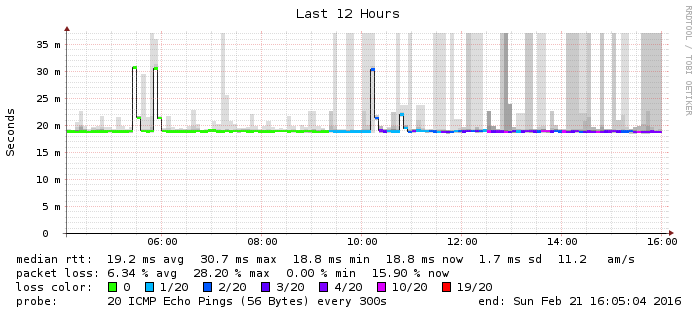 Last 12 Hours
RRDTOOL / TOBI OETIKER
Seconds
35 m
30 m
25 m
20 m
15 m
10 m
5 m
0
06:00 08:00 10:00 12:00 14:00 16:00
median rtt: 19.2 ms avg 30.7 ms max 18.8 ms min 18.8 ms now 1.7 ms sd 11.2 am/s
packet loss: 6.34 % avg 28.20 % max 0.00 % min 15.90 % now
loss color: 0 1/20 2/20 3/20 4/20 10/20 19/20
probe: 20 ICMP Echo Pings (56 Bytes) every 300s end: Sun Feb 21 16:05:04 2016